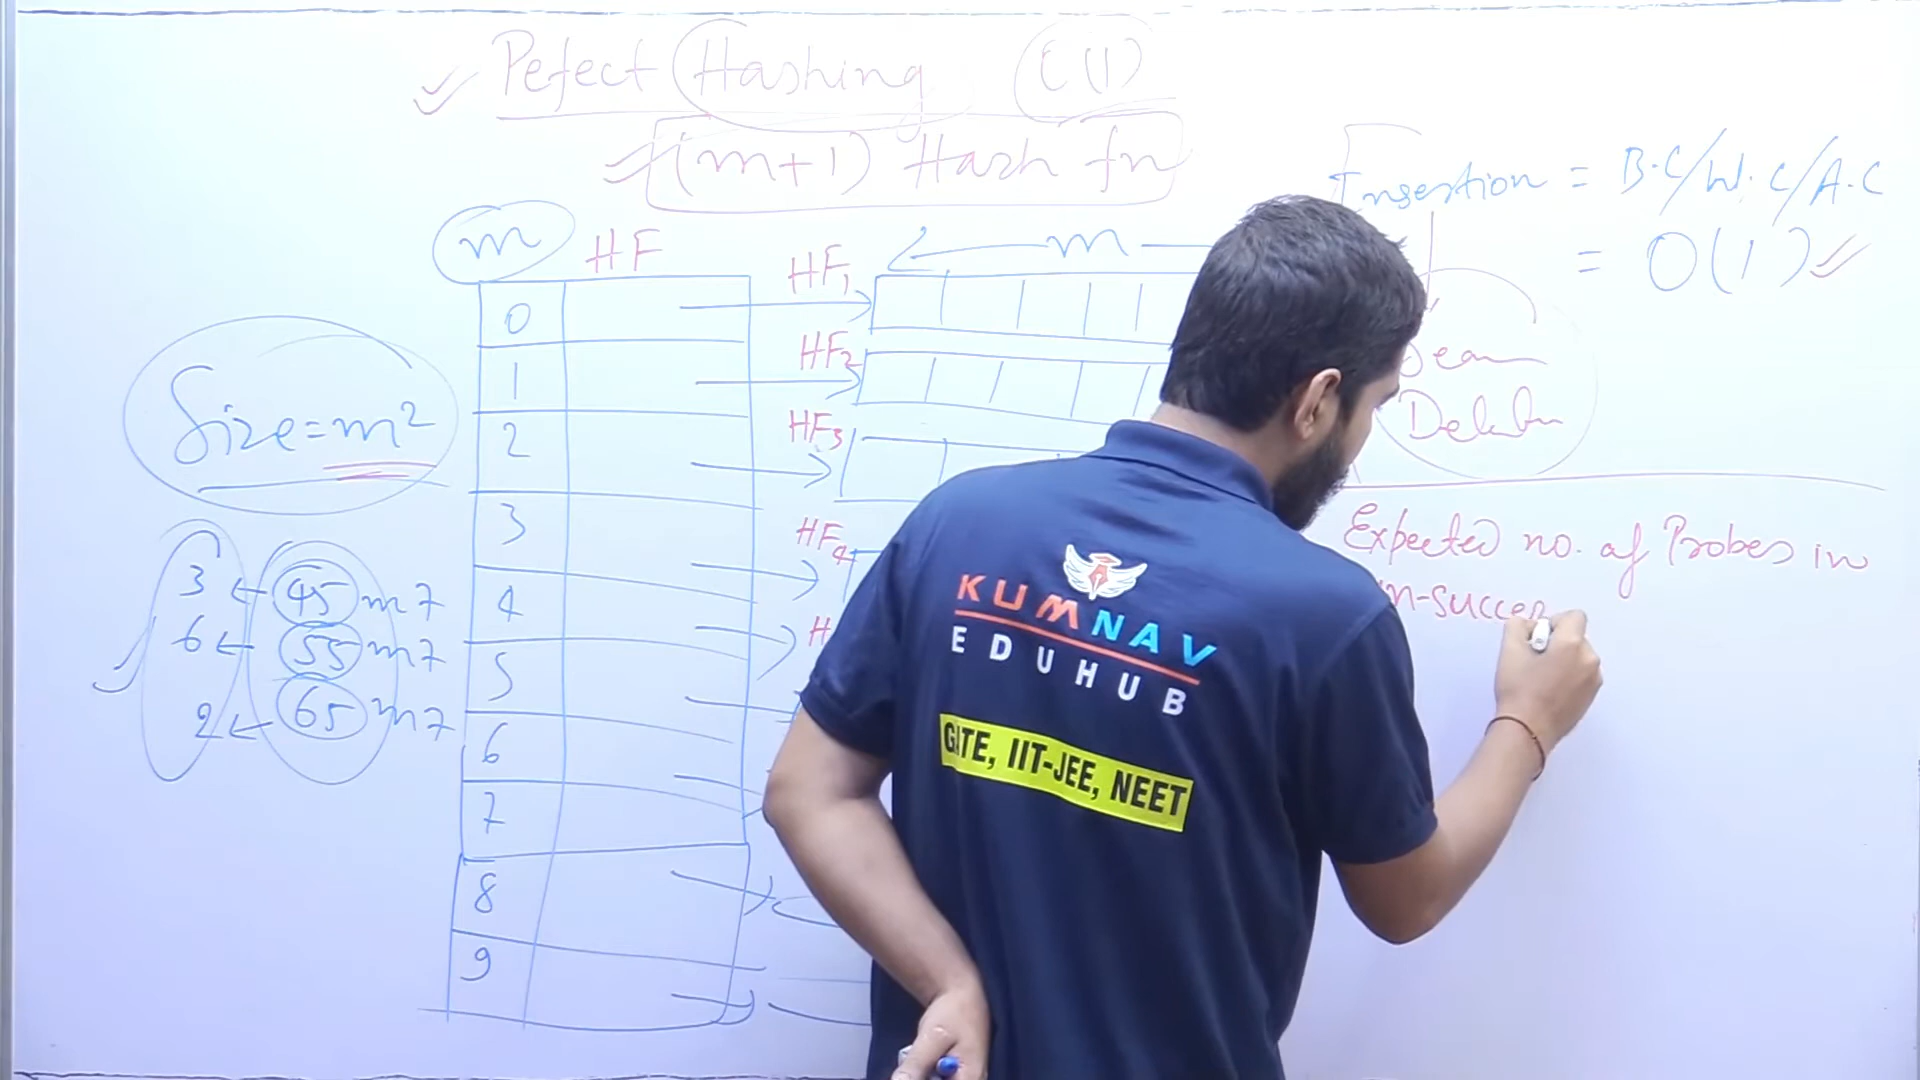 Pefect Hashing O(1)
(m+1) Hash fn
m HF
0
1
2
3
4
5
6
7
8
9
HF1
HF2
HF3
HF4
H
m
Size=m²
3 ← 45 m 7
6 ← 55 m 7
2 ← 65 m 7
Insertion = B.C/W.C/A.C
= O(1)
Expected no. of Probes in
n-succes
KUMNAV
EDUHUB
GATE, IIT-JEE, NEET